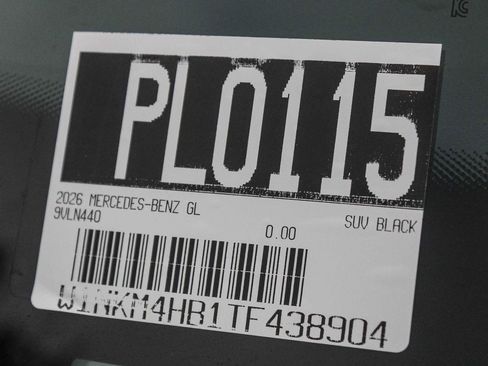 PL0115
2026 MERCEDES-BENZ GL
9VLN440
0.00
SUV BLACK
W1NKM4HB1TF438904